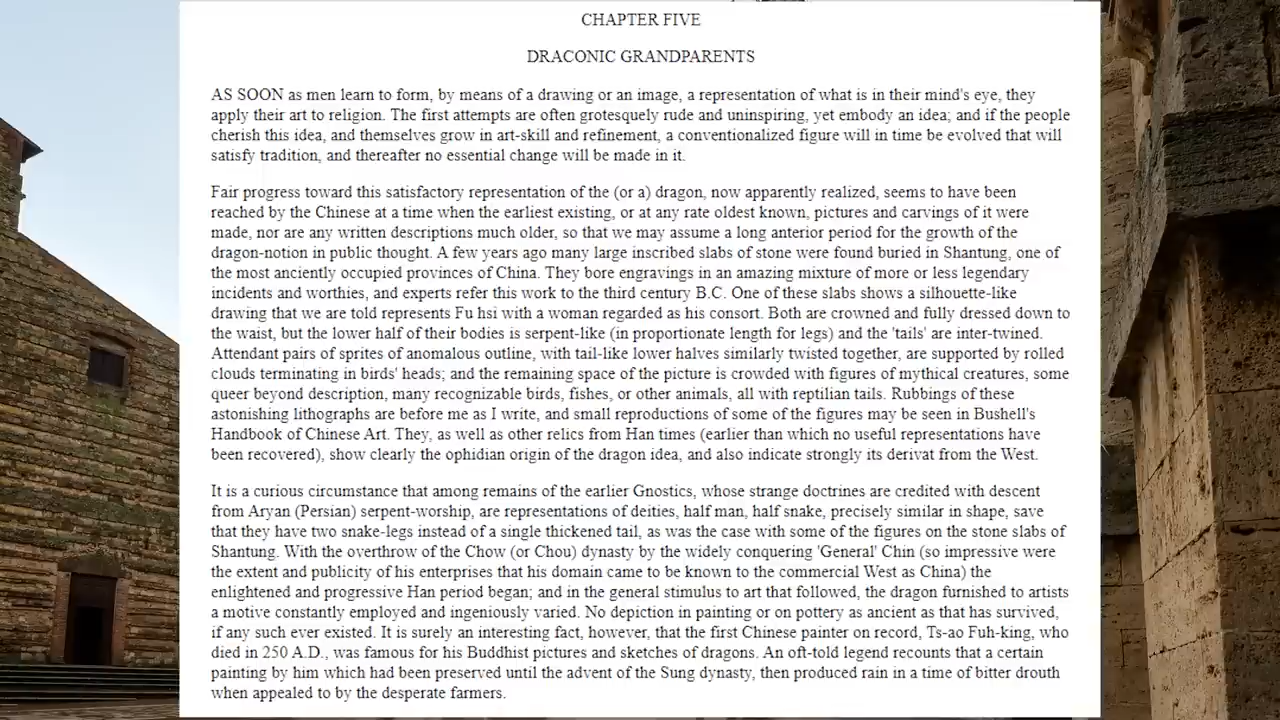 CHAPTER FIVE
DRACONIC GRANDPARENTS
AS SOON as men learn to form, by means of a drawing or an image, a representation of what is in their mind's eye, they
apply their art to religion. The first attempts are often grotesquely rude and uninspiring, yet embody an idea; and if the people
cherish this idea, and themselves grow in art-skill and refinement, a conventionalized figure will in time be evolved that will
satisfy tradition, and thereafter no essential change will be made in it.
Fair progress toward this satisfactory representation of the (or a) dragon, now apparently realized, seems to have been
reached by the Chinese at a time when the earliest existing, or at any rate oldest known, pictures and carvings of it were
made, nor are any written descriptions much older, so that we may assume a long anterior period for the growth of the
dragon-notion in public thought. A few years ago many large inscribed slabs of stone were found buried in Shantung, one of
the most anciently occupied provinces of China. They bore engravings in an amazing mixture of more or less legendary
incidents and worthies, and experts refer this work to the third century B.C. One of these slabs shows a silhouette-like
drawing that we are told represents Fu hsi with a woman regarded as his consort. Both are crowned and fully dressed down to
the waist, but the lower half of their bodies is serpent-like (in proportionate length for legs) and the 'tails' are inter-twined.
Attendant pairs of sprites of anomalous outline, with tail-like lower halves similarly twisted together, are supported by rolled
clouds terminating in birds' heads; and the remaining space of the picture is crowded with figures of mythical creatures, some
queer beyond description, many recognizable birds, fishes, or other animals, all with reptilian tails. Rubbings of these
astonishing lithographs are before me as I write, and small reproductions of some of the figures may be seen in Bushell's
Handbook of Chinese Art. They, as well as other relics from Han times (earlier than which no useful representations have
been recovered), show clearly the ophidian origin of the dragon idea, and also indicate strongly its derivat from the West.
It is a curious circumstance that among remains of the earlier Gnostics, whose strange doctrines are credited with descent
from Aryan (Persian) serpent-worship, are representations of deities, half man, half snake, precisely similar in shape, save
that they have two snake-legs instead of a single thickened tail, as was the case with some of the figures on the stone slabs of
Shantung. With the overthrow of the Chow (or Chou) dynasty by the widely conquering 'General' Chin (so impressive were
the extent and publicity of his enterprises that his domain came to be known to the commercial West as China) the
enlightened and progressive Han period began; and in the general stimulus to art that followed, the dragon furnished to artists
a motive constantly employed and ingeniously varied. No depiction in painting or on pottery as ancient as that has survived,
if any such ever existed. It is surely an interesting fact, however, that the first Chinese painter on record, Ts-ao Fuh-king, who
died in 250 A.D., was famous for his Buddhist pictures and sketches of dragons. An oft-told legend recounts that a certain
painting by him which had been preserved until the advent of the Sung dynasty, then produced rain in a time of bitter drouth
when appealed to by the desperate farmers.